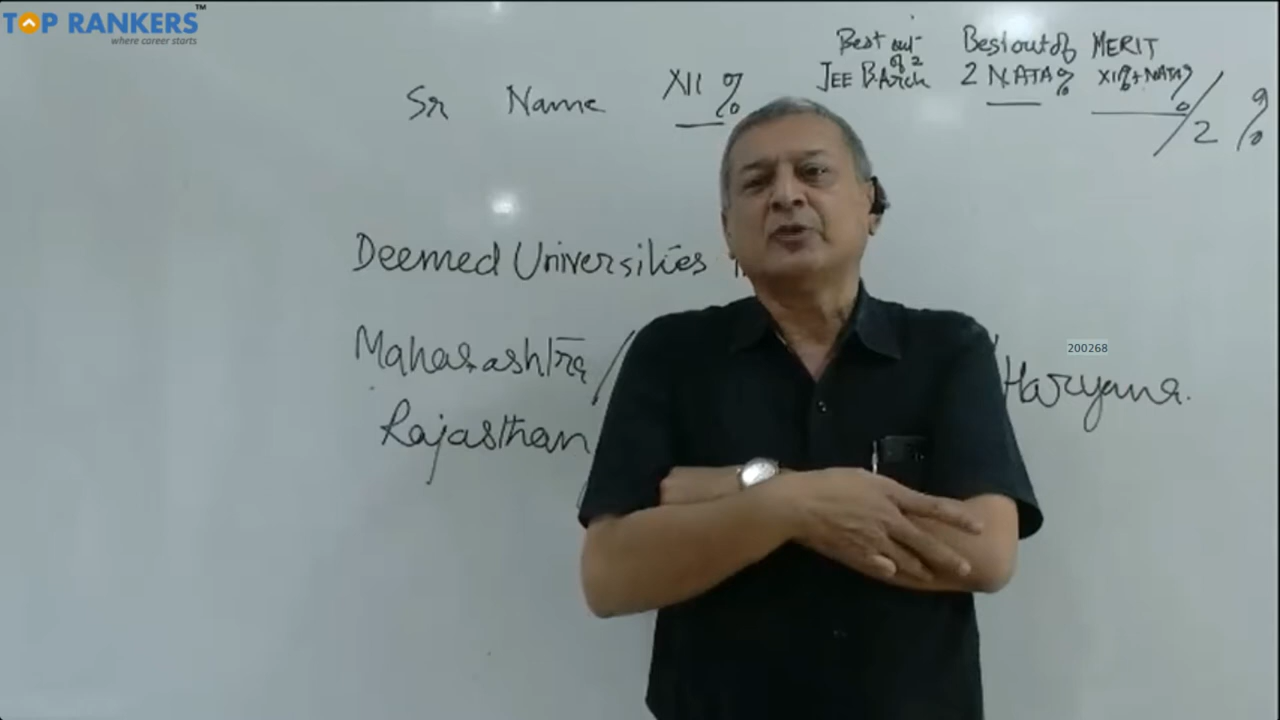 TOP RANKERS™
where career starts
Sr Name XII %
Best out of 2 JEE B.Arch
Best out of 2 NATA %
MERIT XII% + NATA% / 2 %
Deemed Universities
Maharashtra /
Rajasthan
Haryana.
200268